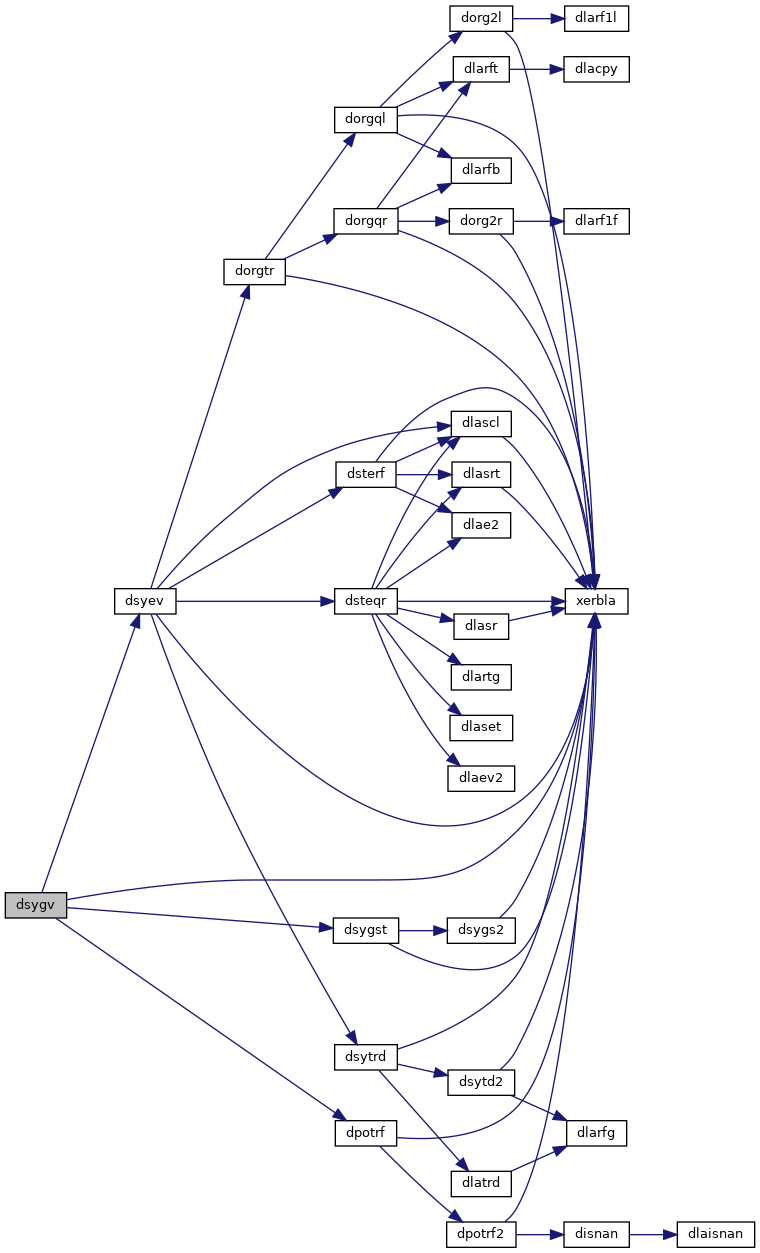 dorg2l
dlarf1l
dlarft
dlacpy
dorgql
dlarfb
dorgqr
dorg2r
dlarf1f
dorgtr
dlascl
dsterf
dlasrt
dlae2
dsyev
dsteqr
xerbla
dlasr
dlartg
dlaset
dlaev2
dsygv
dsygst
dsygs2
dsytrd
dsytd2
dpotrf
dlarfg
dlatrd
dpotrf2
disnan
dlaisnan